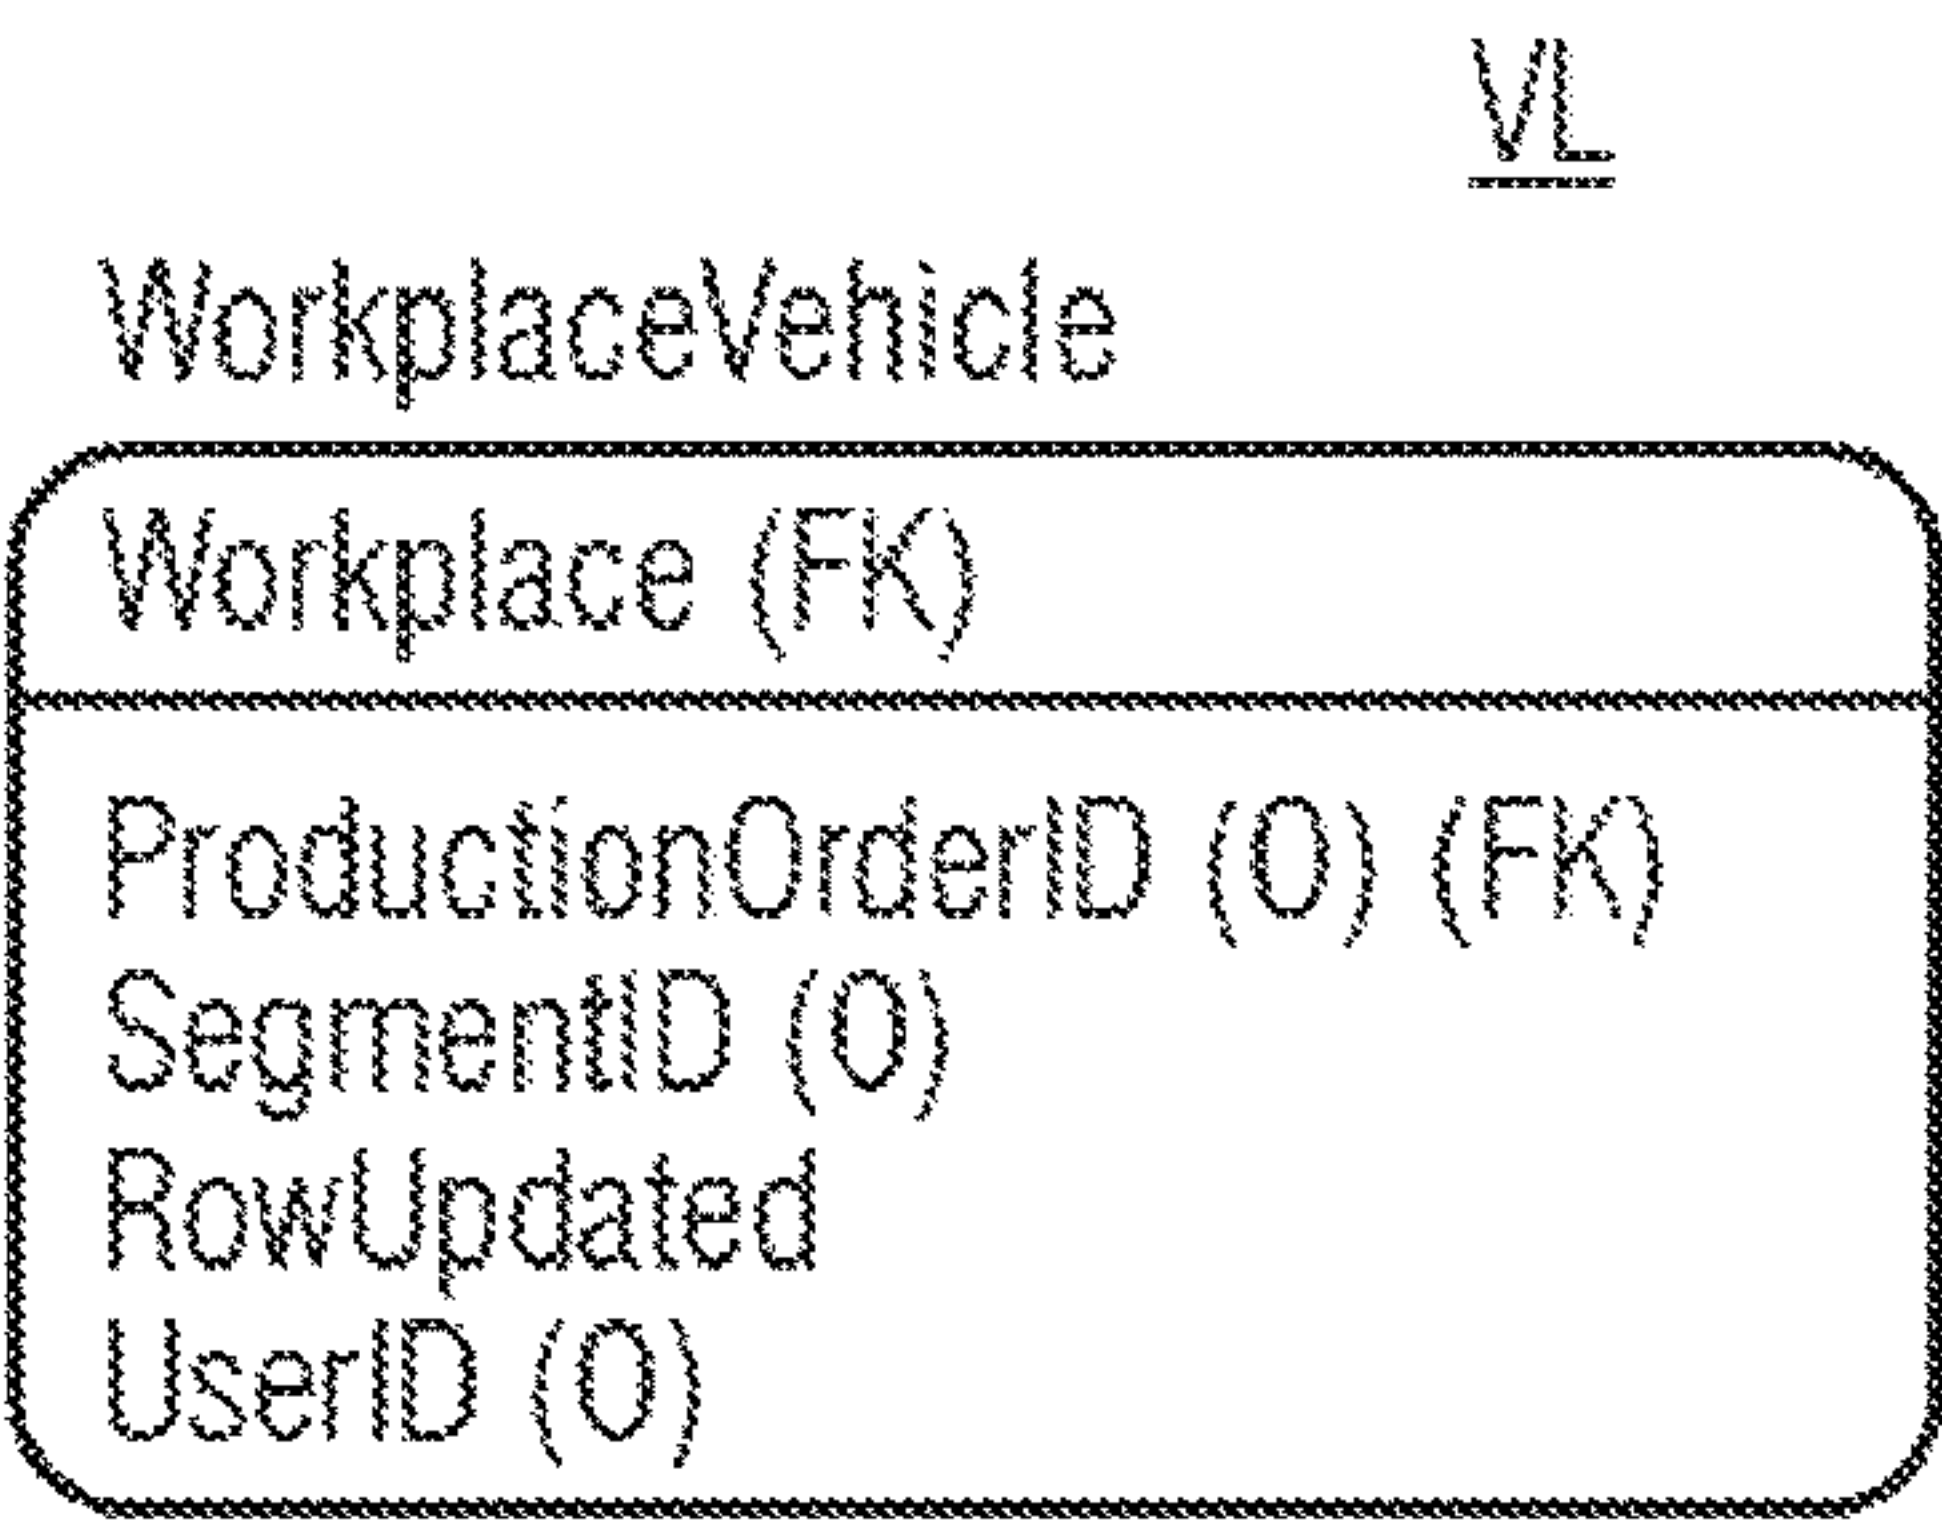 VL
WorkplaceVehicle
Workplace (FK)
ProductionOrderID (O) (FK)
SegmentID (O)
RowUpdated
UserID (O)